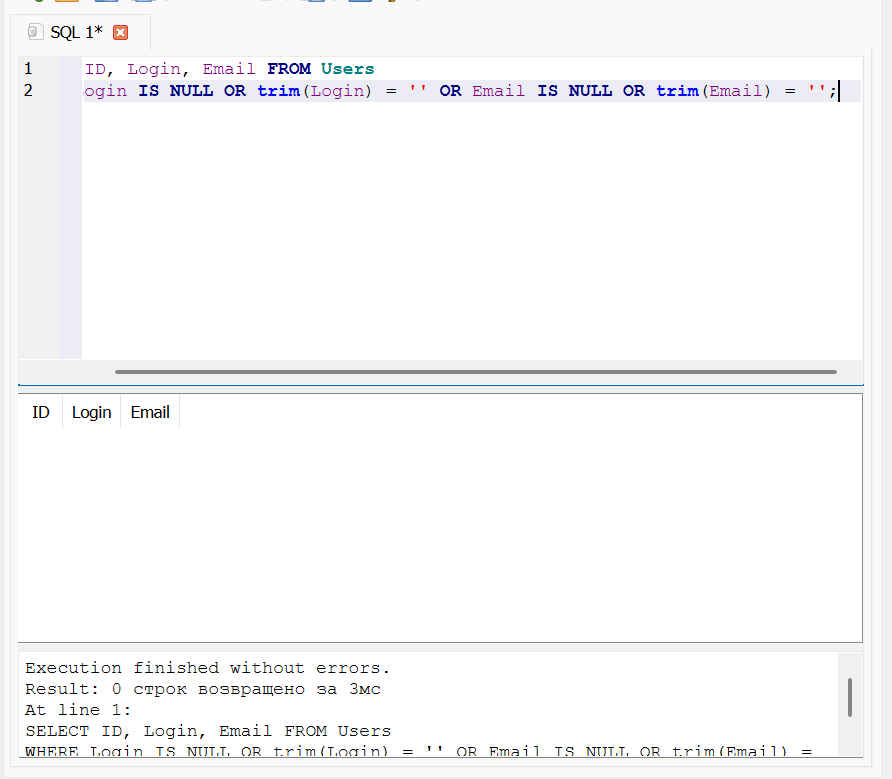 SQL 1*
1 ID, Login, Email FROM Users
2 ogin IS NULL OR trim(Login) = '' OR Email IS NULL OR trim(Email) = '';
ID Login Email
Execution finished without errors.
Result: 0 строк возвращено за 3мс
At line 1:
SELECT ID, Login, Email FROM Users
WHERE Login IS NULL OR trim(Login) = '' OR Email IS NULL OR trim(Email) =